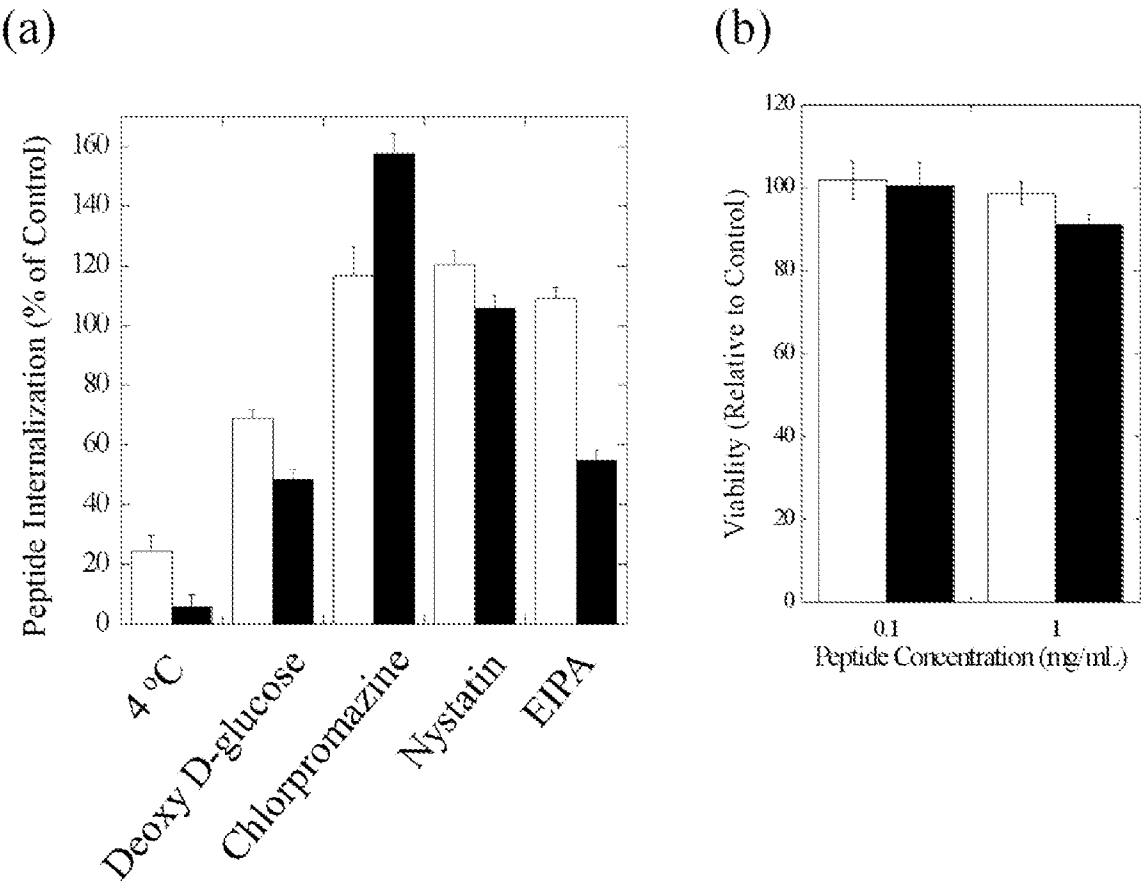 (a)
Peptide Internalization (% of Control)
160
140
120
100
80
60
40
20
0
4 °C
Deoxy D-glucose
Chlorpromazine
Nystatin
EIPA
(b)
Viability (Relative to Control)
120
100
80
60
40
20
0
0.1
1
Peptide Concentration (mg/mL)